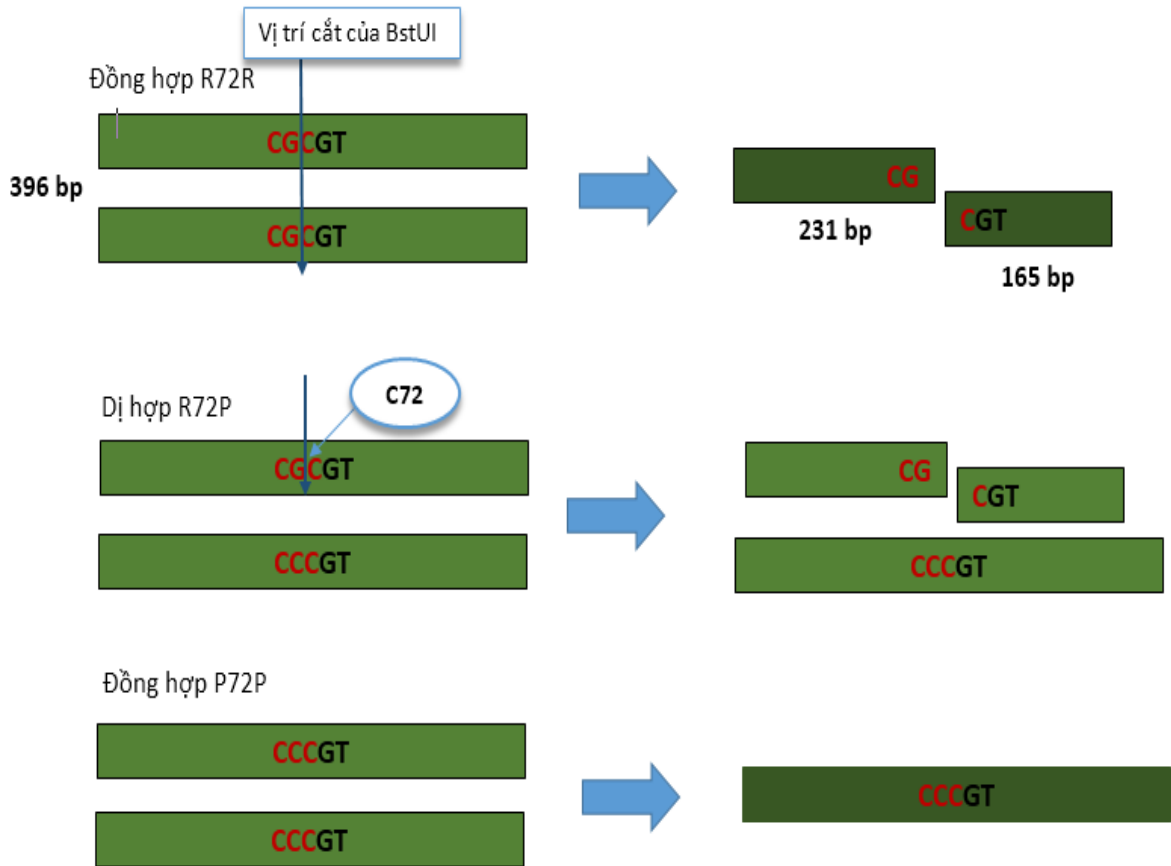 Vị trí cắt của BstUI
Đồng hợp R72R
CGCGT
396 bp
CGCGT
CG
231 bp
CGT
165 bp
Dị hợp R72P
C72
CGCGT
CCCGT
CG
CGT
CCCGT
Đồng hợp P72P
CCCGT
CCCGT
CCCGT